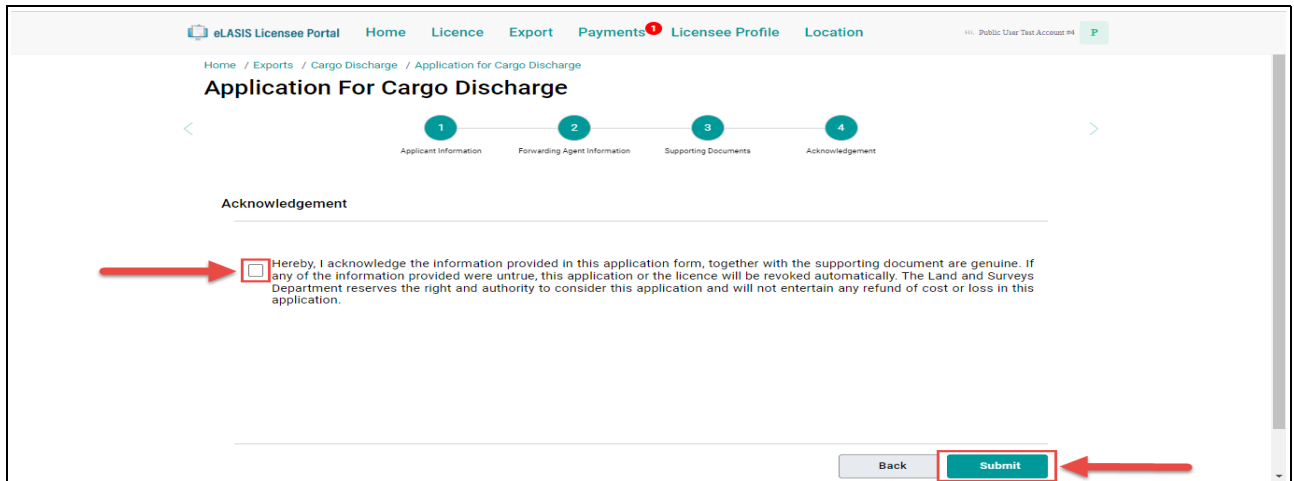 eLASIS Licensee Portal Home Licence Export Payments 1 Licensee Profile Location Hi, Public User Test Account #4 P
Home / Exports / Cargo Discharge / Application for Cargo Discharge
Application For Cargo Discharge
1 2 3 4
Applicant Information Forwarding Agent Information Supporting Documents Acknowledgement
Acknowledgement
Hereby, I acknowledge the information provided in this application form, together with the supporting document are genuine. If
any of the information provided were untrue, this application or the licence will be revoked automatically. The Land and Surveys
Department reserves the right and authority to consider this application and will not entertain any refund of cost or loss in this
application.
Back Submit